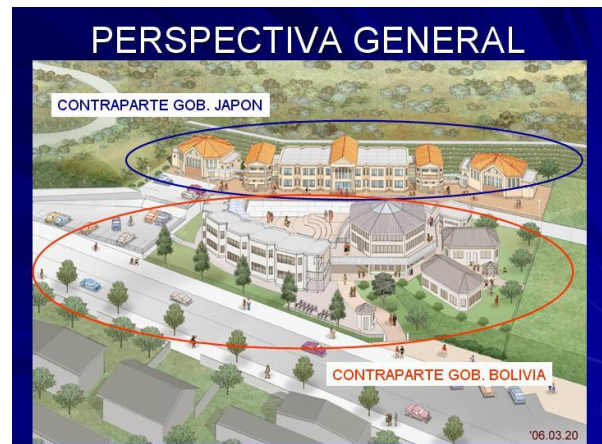 PERSPECTIVA GENERAL
CONTRAPARTE GOB. JAPON
CONTRAPARTE GOB. BOLIVIA
'06.03.20